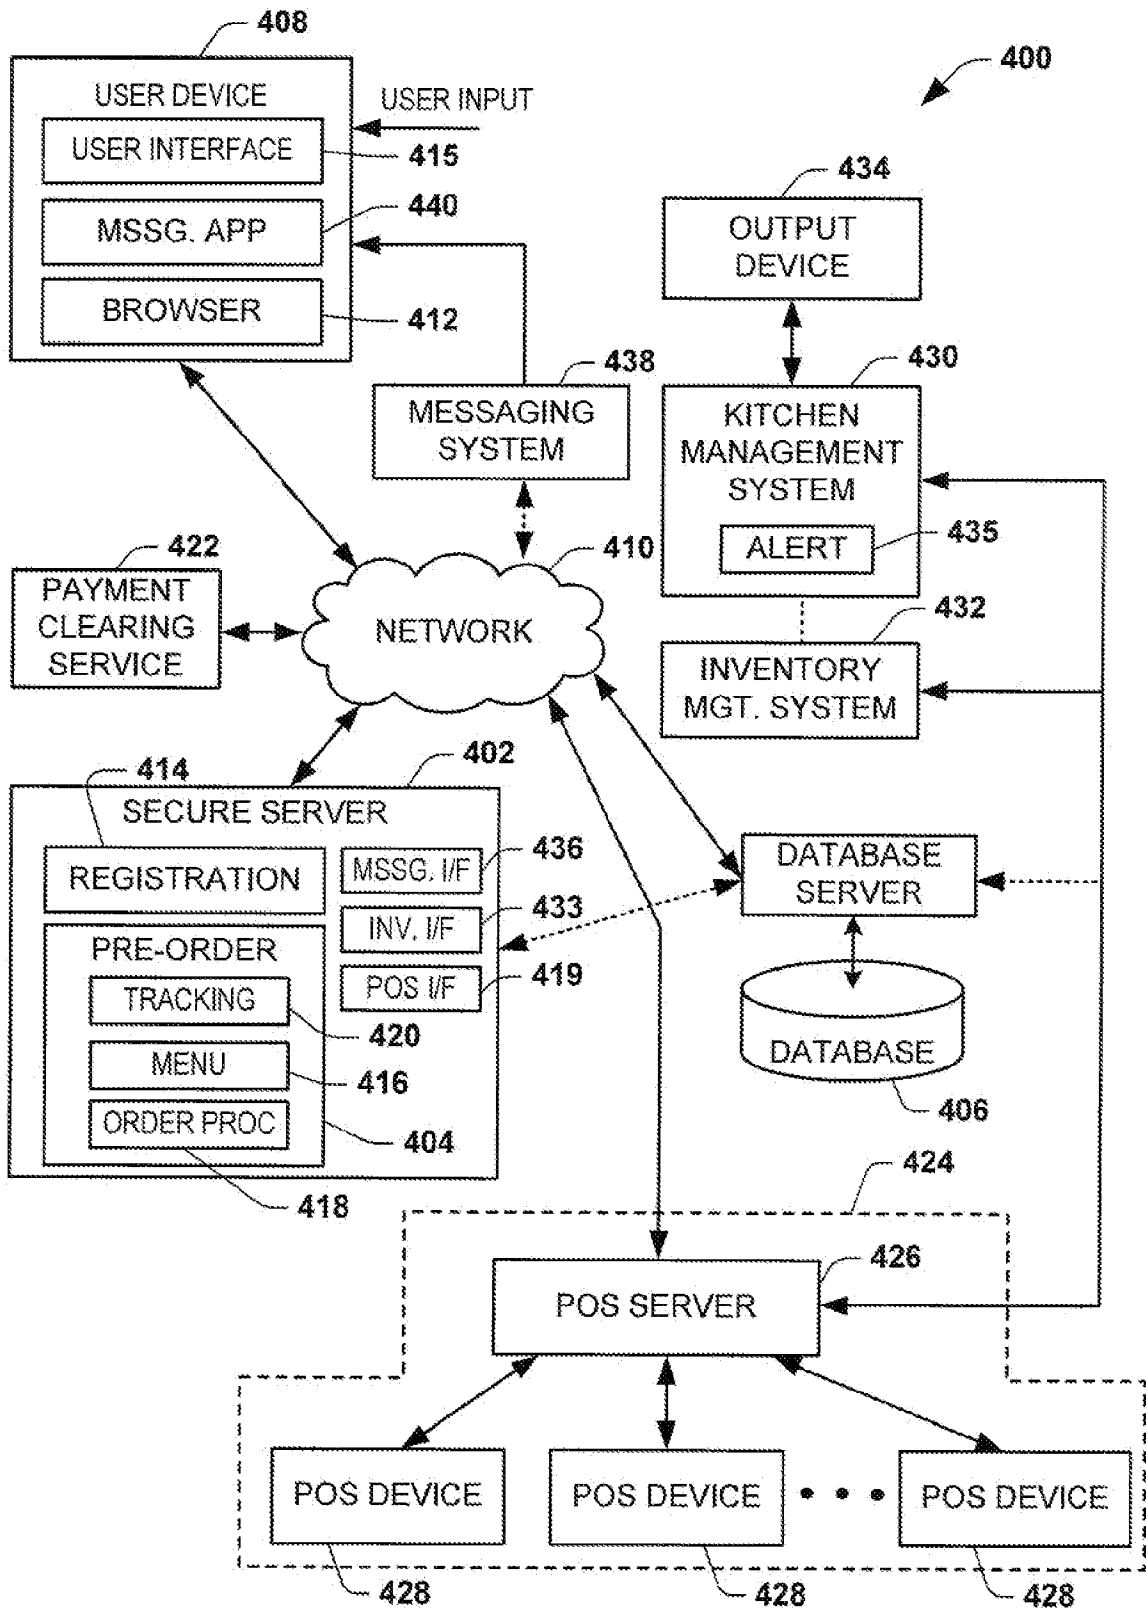 408
400
USER DEVICE
USER INPUT
USER INTERFACE
415
434
MSSG. APP
440
OUTPUT
DEVICE
BROWSER
412
438
430
MESSAGING
SYSTEM
KITCHEN
MANAGEMENT
SYSTEM
ALERT
435
422
410
PAYMENT
CLEARING
SERVICE
NETWORK
432
INVENTORY
MGT. SYSTEM
414
402
SECURE SERVER
REGISTRATION
MSSG. I/F
436
INV. I/F
433
POS I/F
419
DATABASE
SERVER
PRE-ORDER
TRACKING
420
MENU
416
ORDER PROC
404
418
DATABASE
406
424
426
POS SERVER
POS DEVICE
POS DEVICE
• • •
POS DEVICE
428
428
428